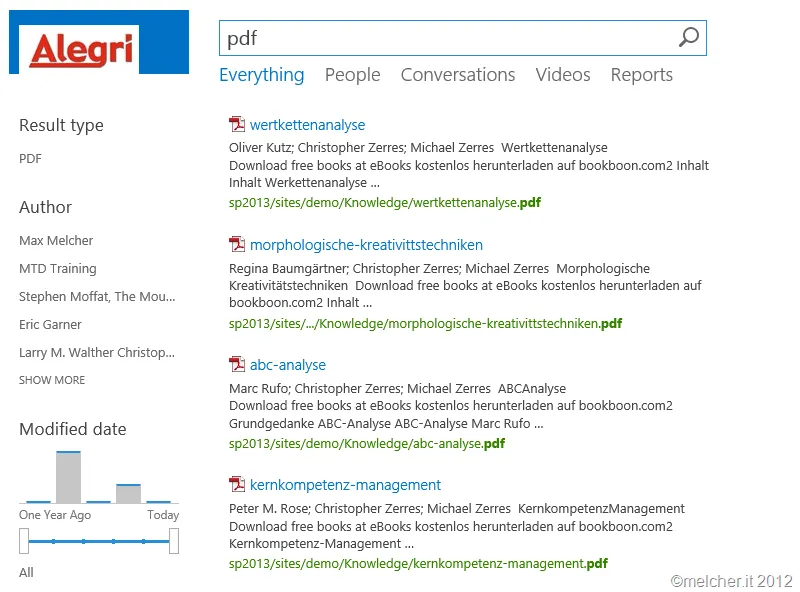 Alegri
pdf
Everything People Conversations Videos Reports
Result type
PDF
Author
Max Melcher
MTD Training
Stephen Moffat, The Mou...
Eric Garner
Larry M. Walther Christop...
SHOW MORE
Modified date
One Year Ago Today
All
wertkettenanalyse
Oliver Kutz; Christopher Zerres; Michael Zerres Wertkettenanalyse
Download free books at eBooks kostenlos herunterladen auf bookboon.com2 Inhalt
Inhalt Werkettenanalyse ...
sp2013/sites/demo/Knowledge/wertkettenanalyse.pdf
morphologische-kreativittstechniken
Regina Baumgärtner; Christopher Zerres; Michael Zerres Morphologische
Kreativitätstechniken Download free books at eBooks kostenlos herunterladen auf
bookboon.com2 Inhalt ...
sp2013/sites/.../Knowledge/morphologische-kreativittstechniken.pdf
abc-analyse
Marc Rufo; Christopher Zerres; Michael Zerres ABCAnalyse
Download free books at eBooks kostenlos herunterladen auf bookboon.com2
Grundgedanke ABC-Analyse ABC-Analyse Marc Rufo ...
sp2013/sites/demo/Knowledge/abc-analyse.pdf
kernkompetenz-management
Peter M. Rose; Christopher Zerres; Michael Zerres KernkompetenzManagement
Download free books at eBooks kostenlos herunterladen auf bookboon.com2
Kernkompetenz-Management ...
sp2013/sites/demo/Knowledge/kernkompetenz-management.pdf
©melcher.it 2012